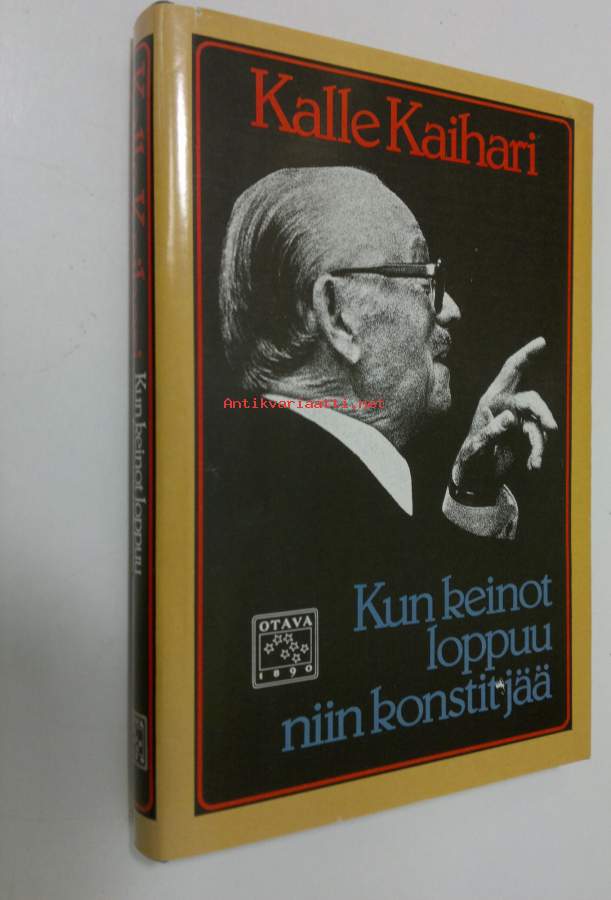 Kalle Kaihari
Antikvariaatti.net
Kun keinot
loppuu
niin konstit jää
OTAVA
1890
Kun keinot loppuu